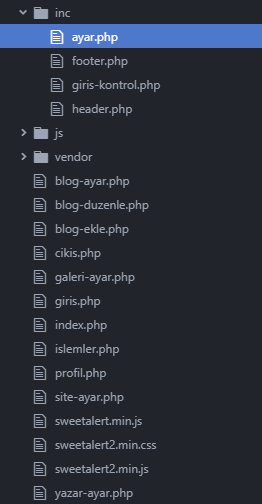 inc
ayar.php
footer.php
giris-kontrol.php
header.php
js
vendor
blog-ayar.php
blog-duzenle.php
blog-ekle.php
cikis.php
galeri-ayar.php
giris.php
index.php
islemler.php
profil.php
site-ayar.php
sweetalert.min.js
sweetalert2.min.css
sweetalert2.min.js
yazar-ayar.php